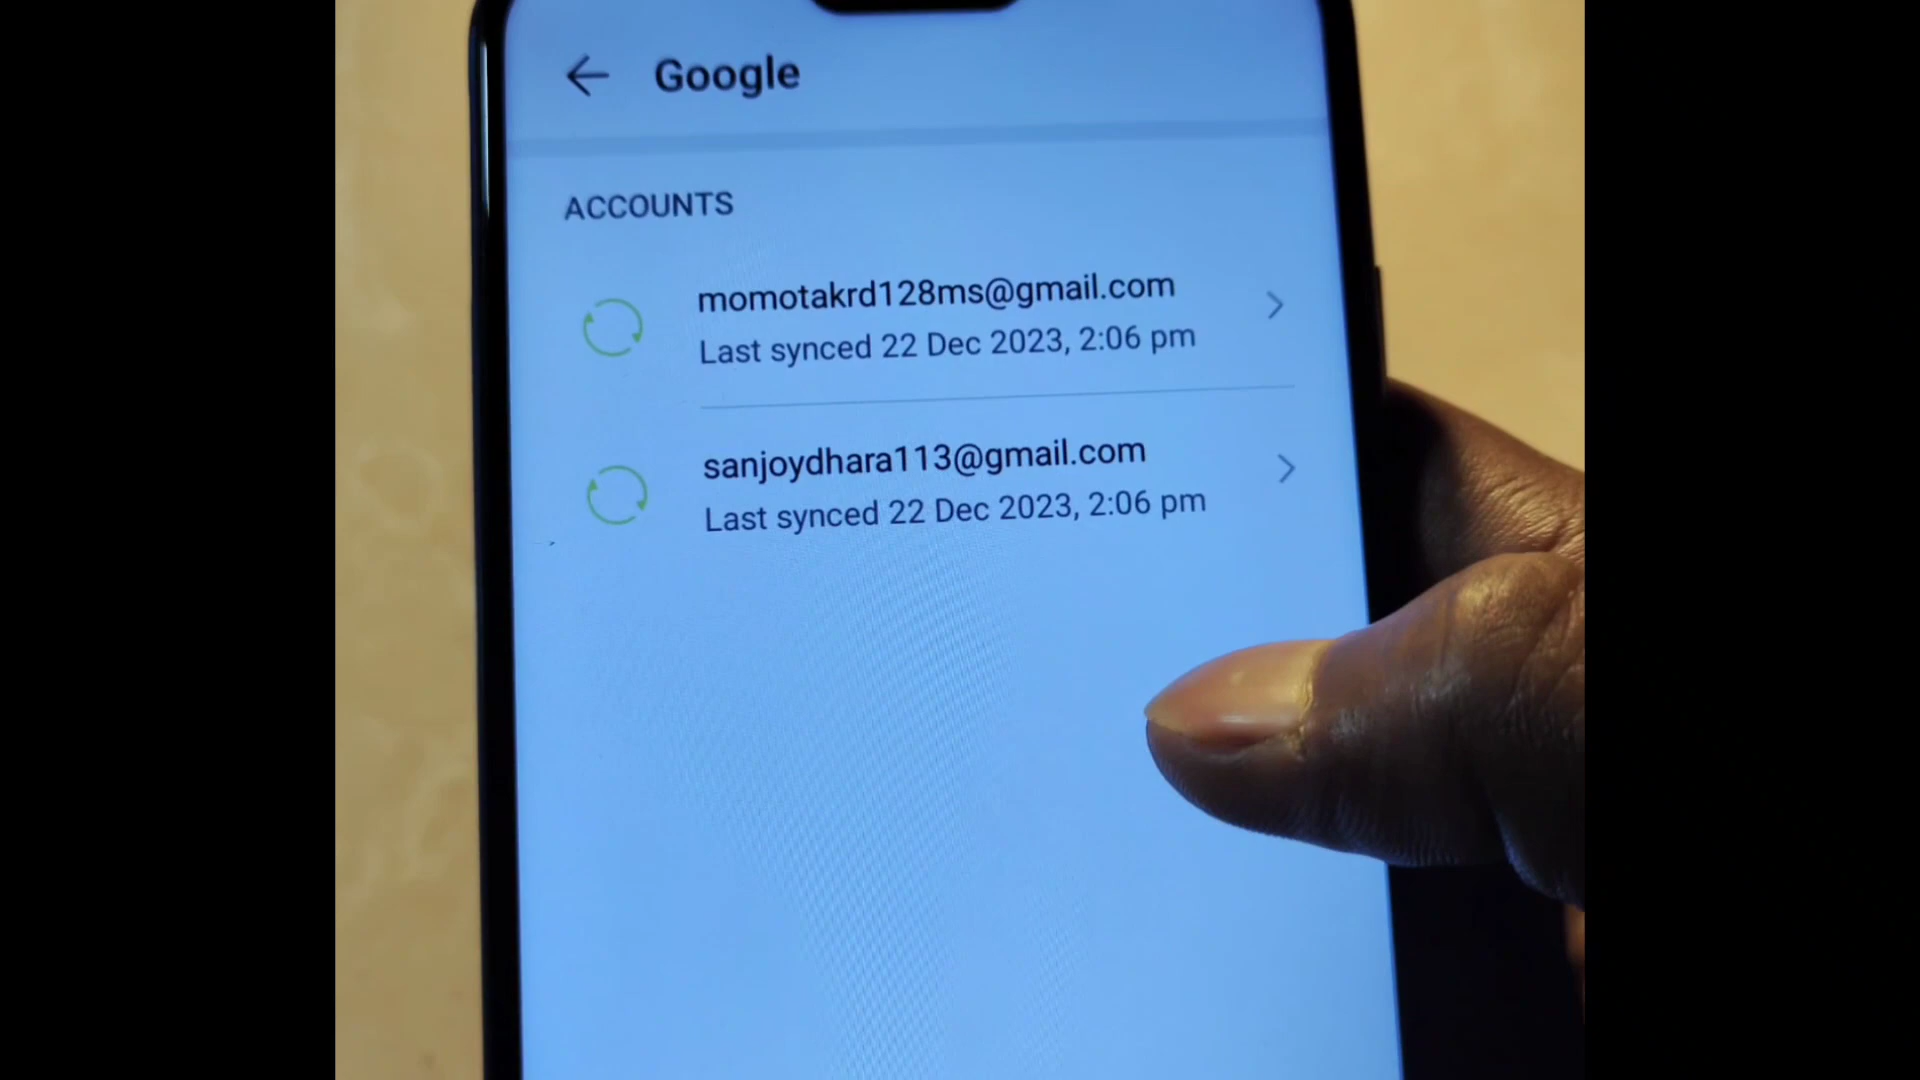 Google
ACCOUNTS
momotakrd128ms@gmail.com
Last synced 22 Dec 2023, 2:06 pm
sanjoydhara113@gmail.com
Last synced 22 Dec 2023, 2:06 pm